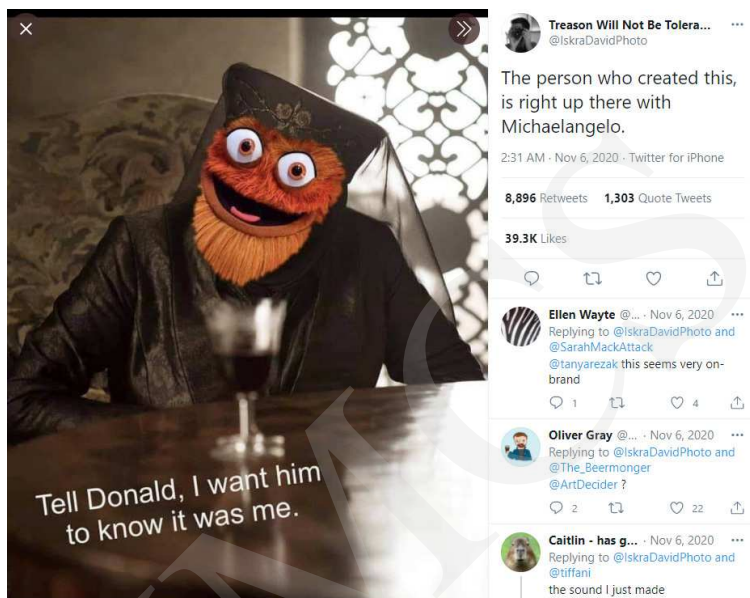 Tell Donald, I want him
to know it was me.
Treason Will Not Be Tolera...
@IskraDavidPhoto
The person who created this,
is right up there with
Michaelangelo.
2:31 AM · Nov 6, 2020 · Twitter for iPhone
8,896 Retweets 1,303 Quote Tweets
39.3K Likes
Ellen Wayte @... · Nov 6, 2020
Replying to @IskraDavidPhoto and
@SarahMackAttack
@tanyarezak this seems very on-
brand
1 4
Oliver Gray @... · Nov 6, 2020
Replying to @IskraDavidPhoto and
@The_Beermonger
@ArtDecider ?
2 22
Caitlin - has g... · Nov 6, 2020
Replying to @IskraDavidPhoto and
@tiffani
the sound I just made